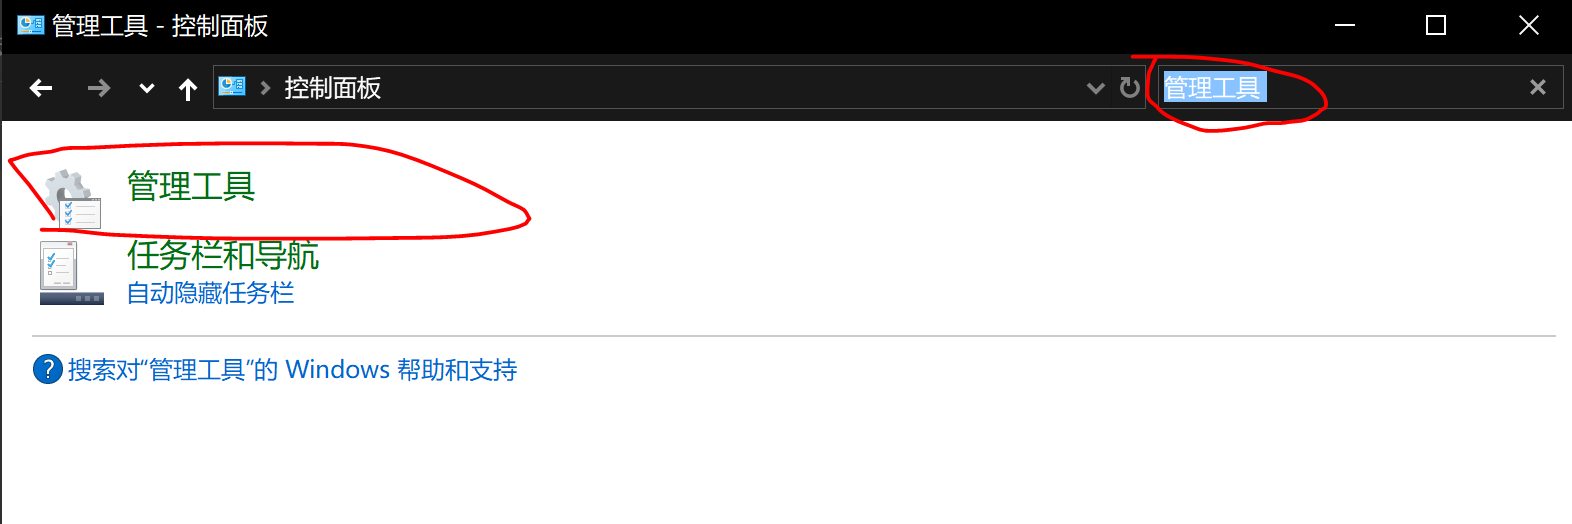 管理工具 - 控制面板
控制面板
管理工具
管理工具
任务栏和导航
自动隐藏任务栏
搜索对“管理工具”的 Windows 帮助和支持